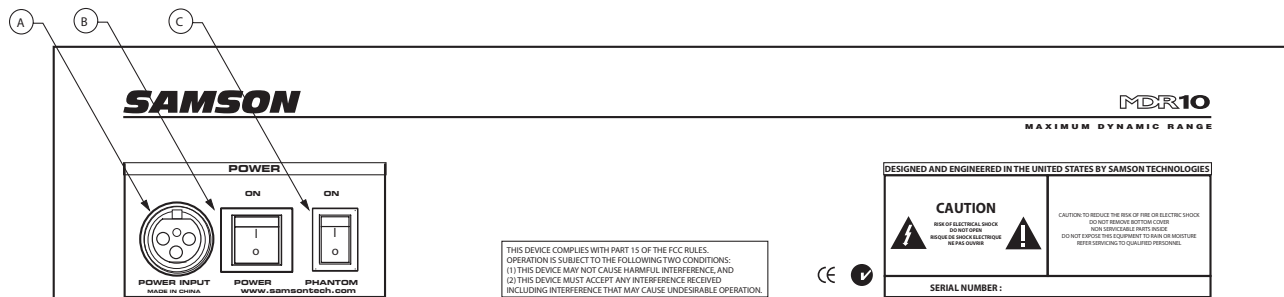 A B C
SAMSON
MDR10
MAXIMUM DYNAMIC RANGE
POWER
ON ON
I I
O O
POWER INPUT POWER PHANTOM
MADE IN CHINA www.samsontech.com
THIS DEVICE COMPLIES WITH PART 15 OF THE FCC RULES.
OPERATION IS SUBJECT TO THE FOLLOWING TWO CONDITIONS:
(1) THIS DEVICE MAY NOT CAUSE HARMFUL INTERFERENCE, AND
(2) THIS DEVICE MUST ACCEPT ANY INTERFERENCE RECEIVED
INCLUDING INTERFERENCE THAT MAY CAUSE UNDESIRABLE OPERATION.
CE
DESIGNED AND ENGINEERED IN THE UNITED STATES BY SAMSON TECHNOLOGIES
CAUTION
RISK OF ELECTRICAL SHOCK
DO NOT OPEN
RISQUE DE SHOCK ELECTRIQUE
NE PAS OUVRIR
CAUTION: TO REDUCE THE RISK OF FIRE OR ELECTRIC SHOCK
DO NOT REMOVE BOTTOM COVER
NON SERVICEABLE PARTS INSIDE
DO NOT EXPOSE THIS EQUIPMENT TO RAIN OR MOISTURE
REFER SERVICING TO QUALIFIED PERSONNEL
SERIAL NUMBER :